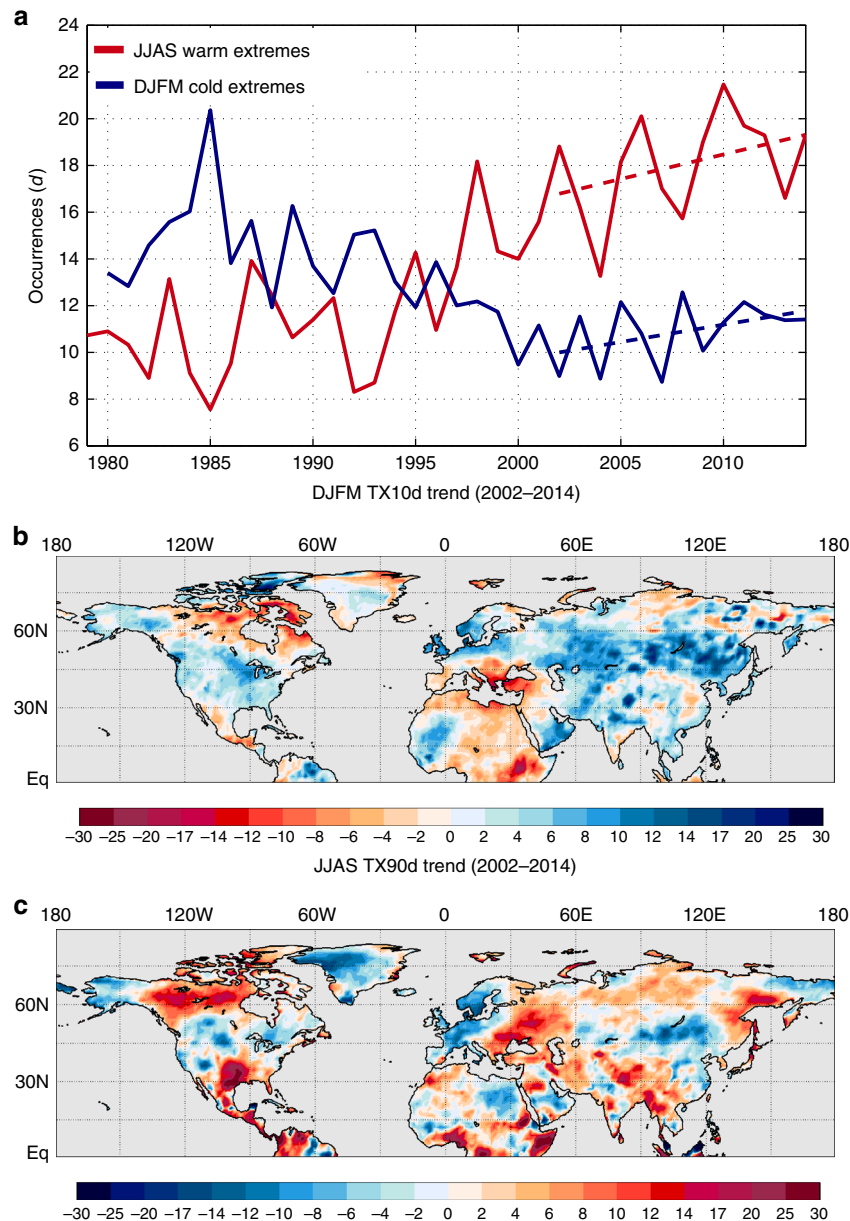 a
24
22
20
18
16
14
12
10
8
6
Occurrences (d)
JJAS warm extremes
DJFM cold extremes
1980 1985 1990 1995 2000 2005 2010
DJFM TX10d trend (2002–2014)
b
180 120W 60W 0 60E 120E 180
60N
30N
Eq
–30 –25 –20 –17 –14 –12 –10 –8 –6 –4 –2 0 2 4 6 8 10 12 14 17 20 25 30
JJAS TX90d trend (2002–2014)
c
180 120W 60W 0 60E 120E 180
60N
30N
Eq
–30 –25 –20 –17 –14 –12 –10 –8 –6 –4 –2 0 2 4 6 8 10 12 14 17 20 25 30